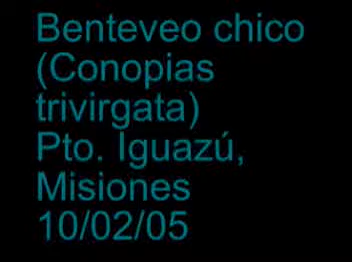 Benteveo chico
(Conopias
trivirgata)
Pto. Iguazú,
Misiones
10/02/05